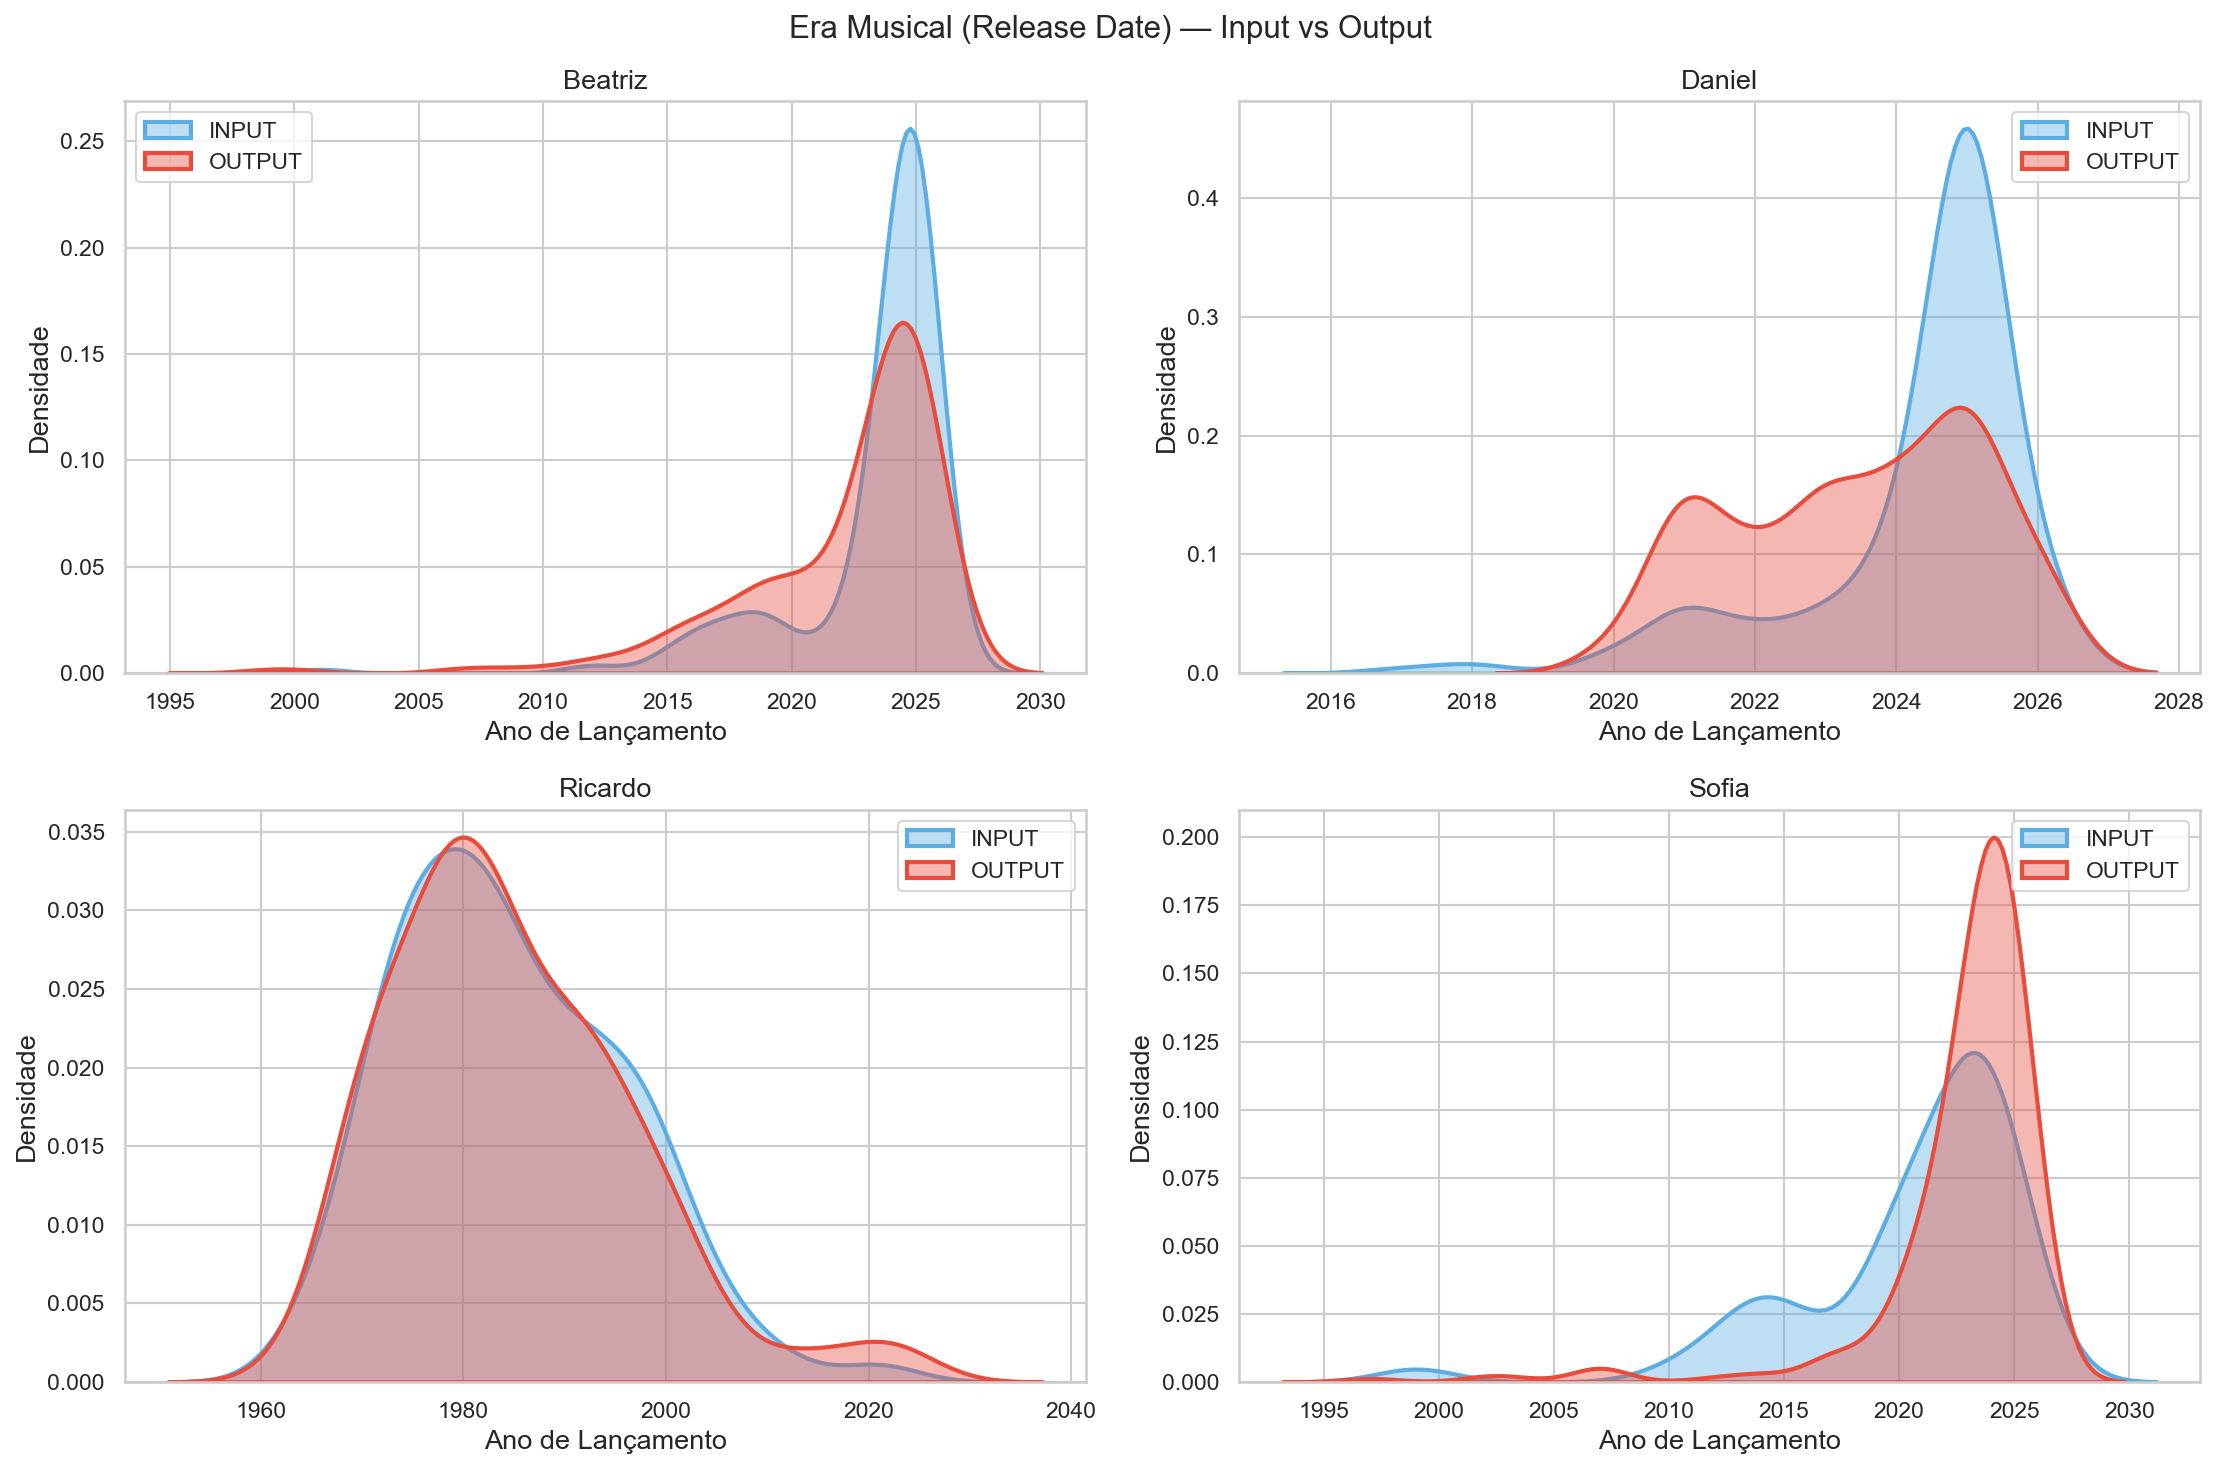 Era Musical (Release Date) — Input vs Output
Beatriz
INPUT
OUTPUT
Densidade
0.25
0.20
0.15
0.10
0.05
0.00
1995 2000 2005 2010 2015 2020 2025 2030
Ano de Lançamento
Daniel
INPUT
OUTPUT
Densidade
0.4
0.3
0.2
0.1
0.0
2016 2018 2020 2022 2024 2026 2028
Ano de Lançamento
Ricardo
INPUT
OUTPUT
Densidade
0.035
0.030
0.025
0.020
0.015
0.010
0.005
0.000
1960 1980 2000 2020 2040
Ano de Lançamento
Sofia
INPUT
OUTPUT
Densidade
0.200
0.175
0.150
0.125
0.100
0.075
0.050
0.025
0.000
1995 2000 2005 2010 2015 2020 2025 2030
Ano de Lançamento